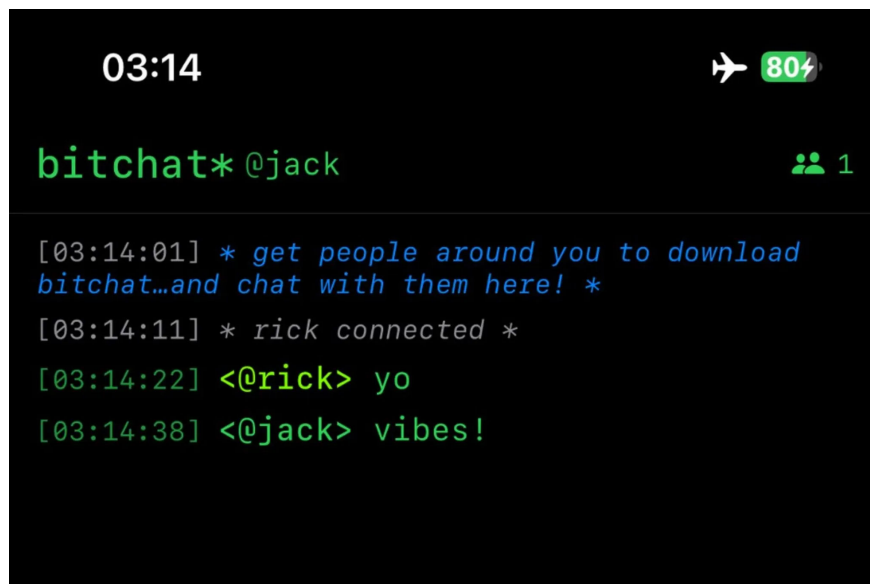 03:14 80
bitchat* @jack 1
[03:14:01] * get people around you to download
bitchat…and chat with them here! *
[03:14:11] * rick connected *
[03:14:22] <@rick> yo
[03:14:38] <@jack> vibes!